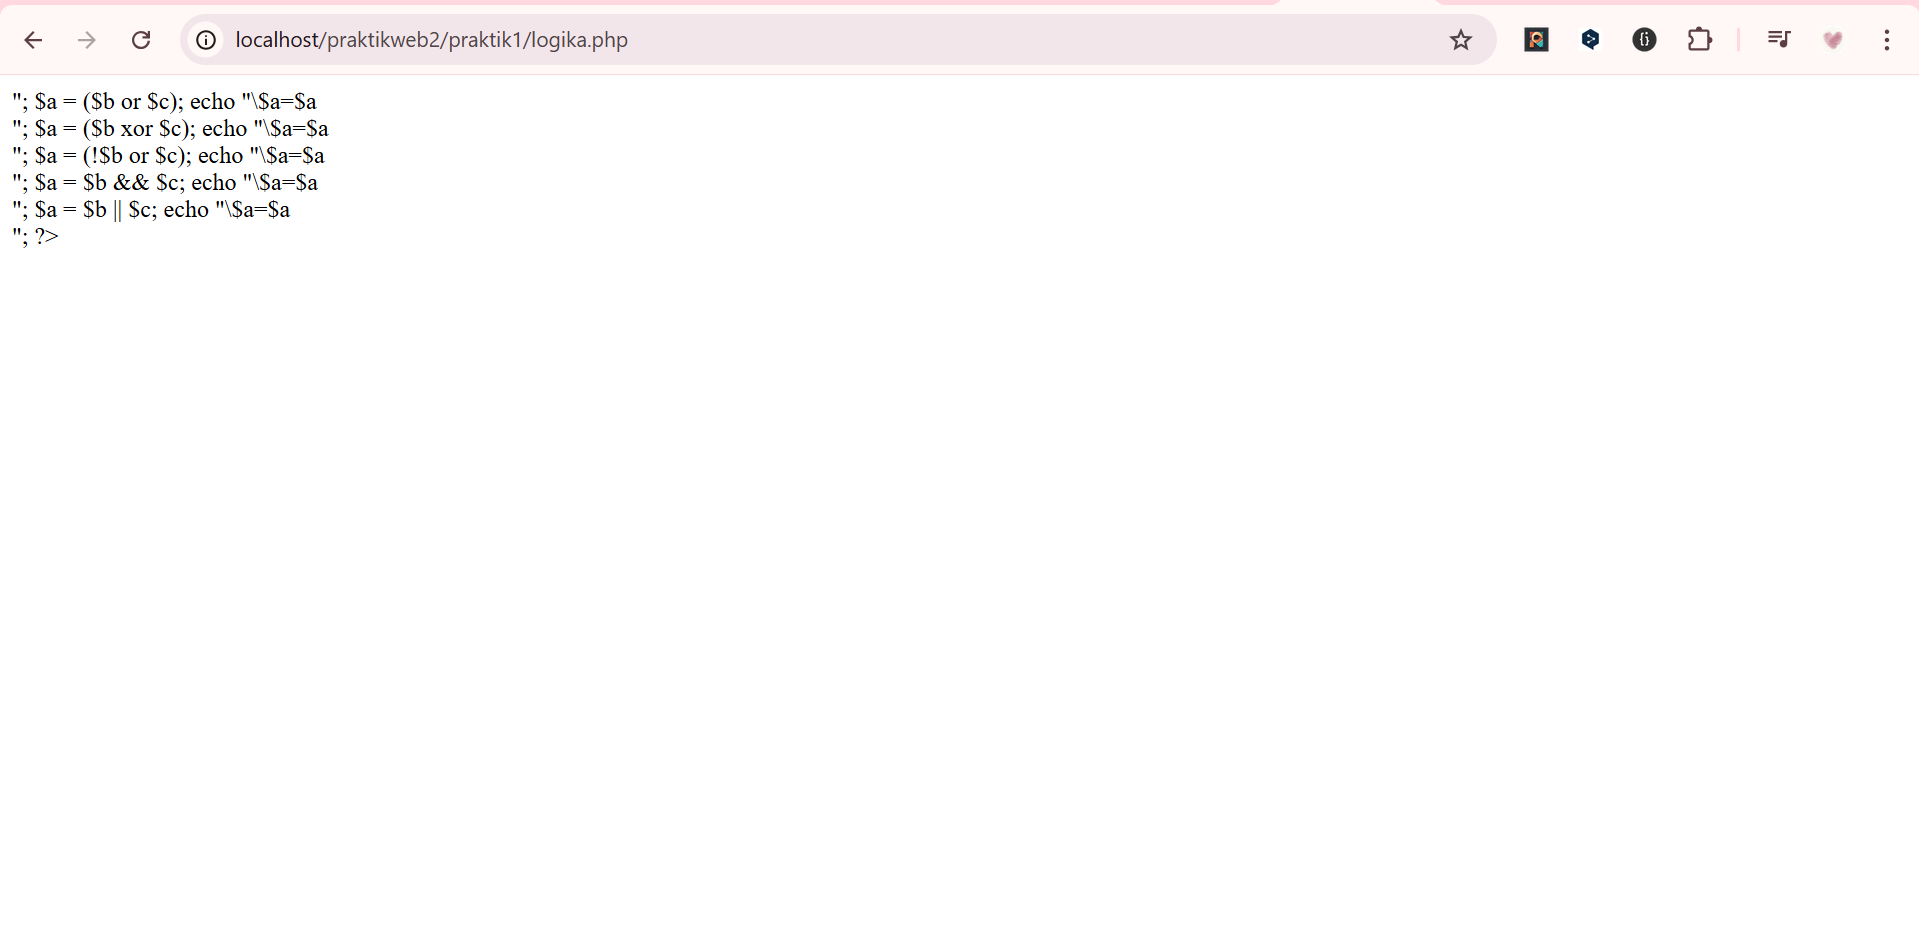 localhost/praktikweb2/praktik1/logika.php
"; $a = ($b or $c); echo "\$a=$a
"; $a = ($b xor $c); echo "\$a=$a
"; $a = (!$b or $c); echo "\$a=$a
"; $a = $b && $c; echo "\$a=$a
"; $a = $b || $c; echo "\$a=$a
"; ?>